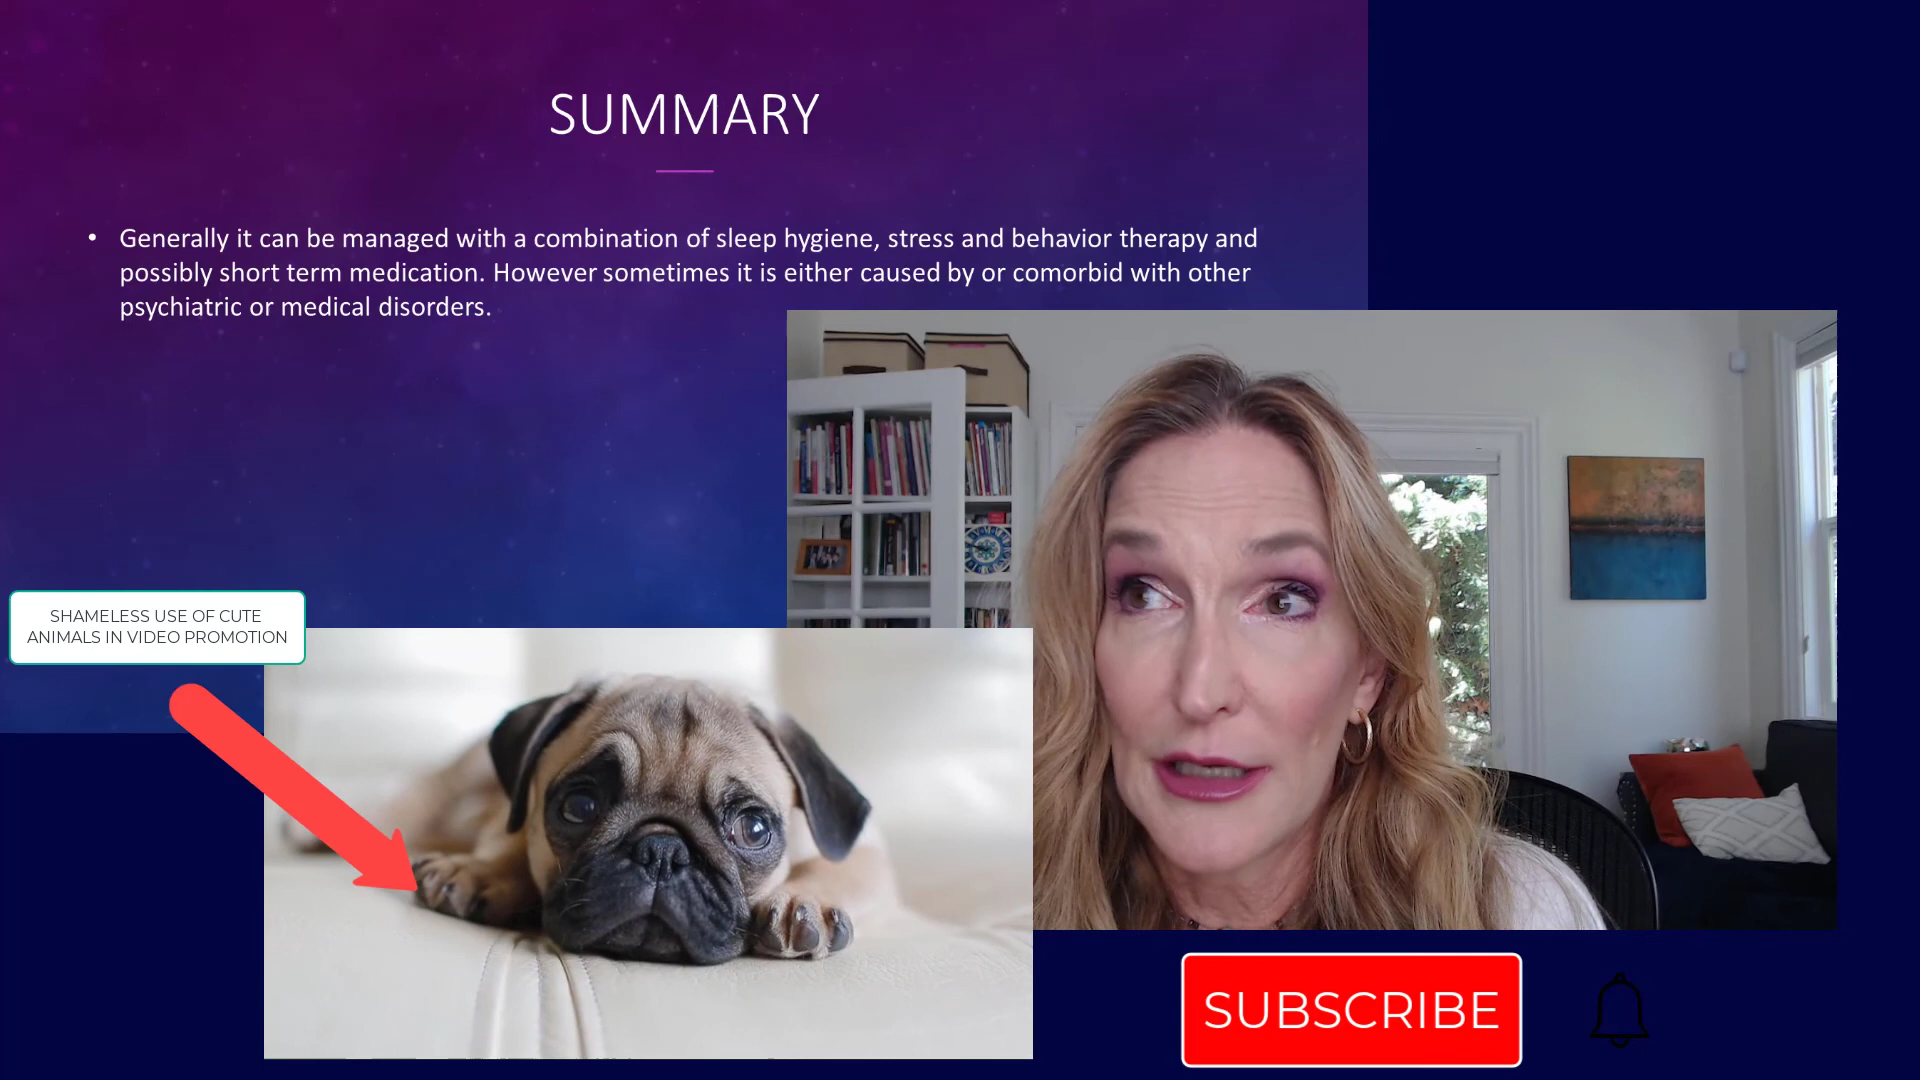 SUMMARY
• Generally it can be managed with a combination of sleep hygiene, stress and behavior therapy and
possibly short term medication. However sometimes it is either caused by or comorbid with other
psychiatric or medical disorders.
SHAMELESS USE OF CUTE
ANIMALS IN VIDEO PROMOTION
SUBSCRIBE